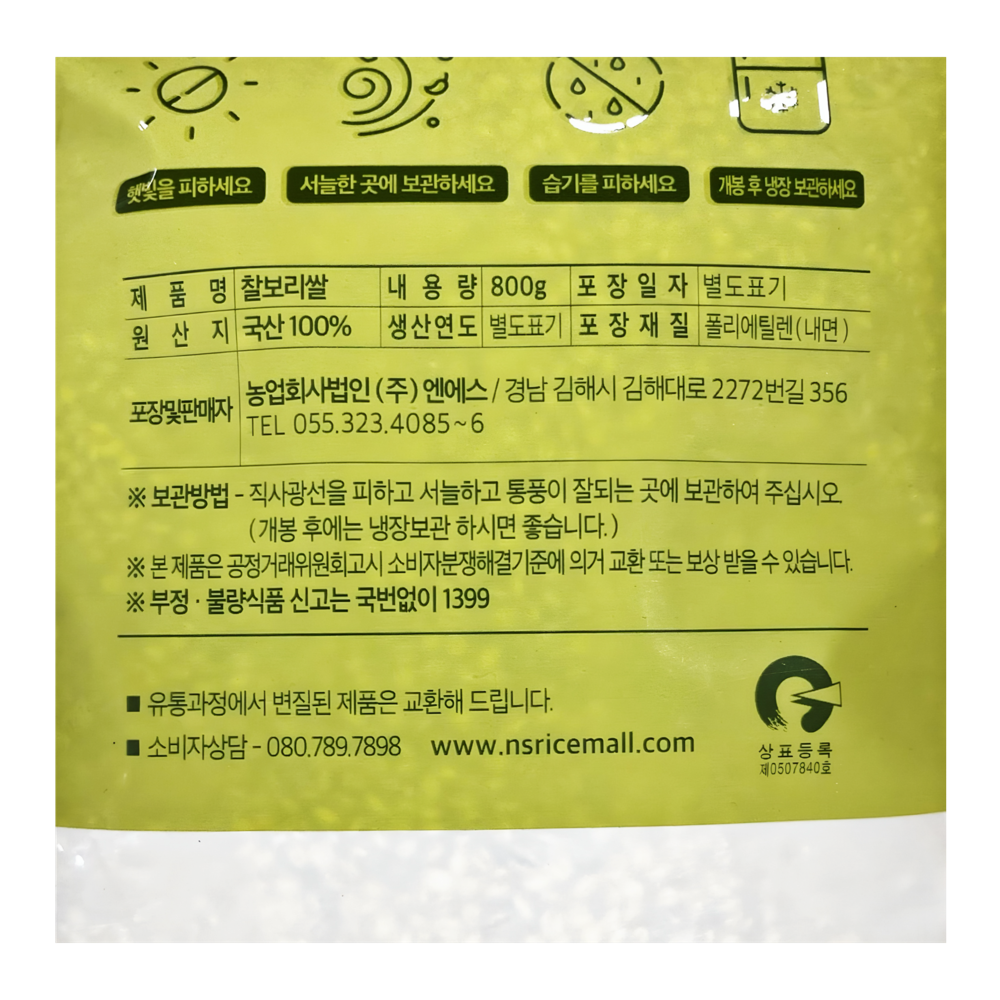 햇빛을 피하세요 서늘한 곳에 보관하세요 습기를 피하세요 개봉 후 냉장 보관하세요
제품명 찰보리쌀 내용량 800g 포장일자 별도표기
원산지 국산 100% 생산연도 별도표기 포장재질 폴리에틸렌(내면)
포장및판매자 농업회사법인 (주) 엔에스 / 경남 김해시 김해대로 2272번길 356
TEL 055.323.4085~6
※ 보관방법 - 직사광선을 피하고 서늘하고 통풍이 잘되는 곳에 보관하여 주십시오
(개봉 후에는 냉장보관 하시면 좋습니다.)
※ 본 제품은 공정거래위원회고시 소비자분쟁해결기준에 의거 교환 또는 보상 받을 수 있습니다.
※ 부정·불량식품 신고는 국번없이 1399
■ 유통과정에서 변질된 제품은 교환해 드립니다.
■ 소비자상담 - 080.789.7898 www.nsricemall.com
상표등록
제0507840호